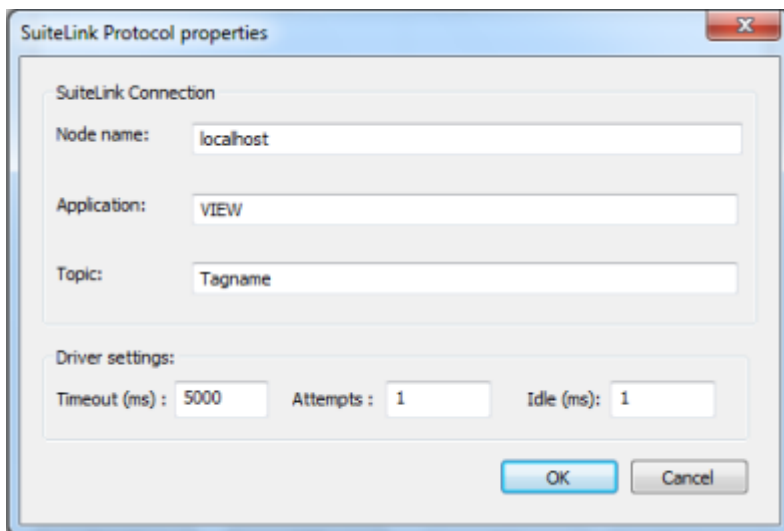 SuiteLink Protocol properties
SuiteLink Connection
Node name: localhost
Application: VIEW
Topic: Tagname
Driver settings:
Timeout (ms) : 5000 Attempts : 1 Idle (ms): 1
OK Cancel